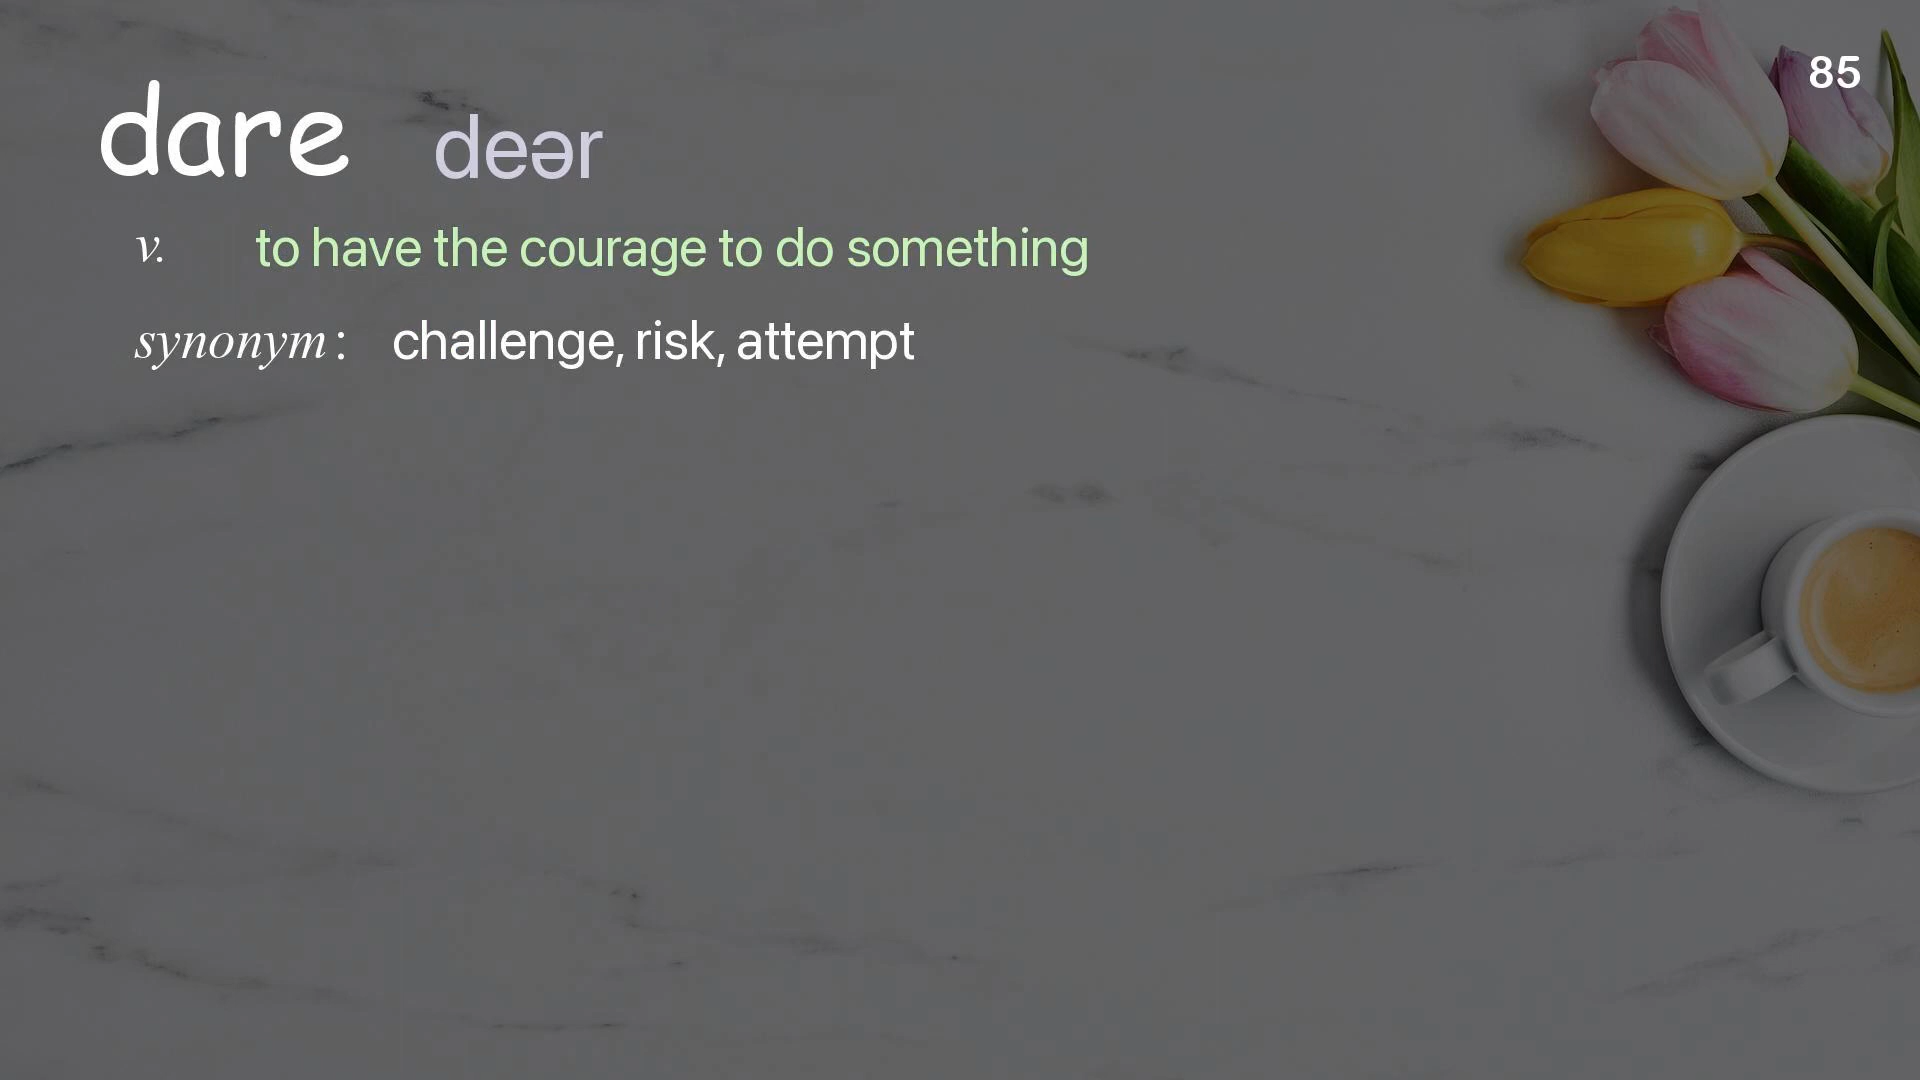 85
dare deər
v. to have the courage to do something
synonym : challenge, risk, attempt